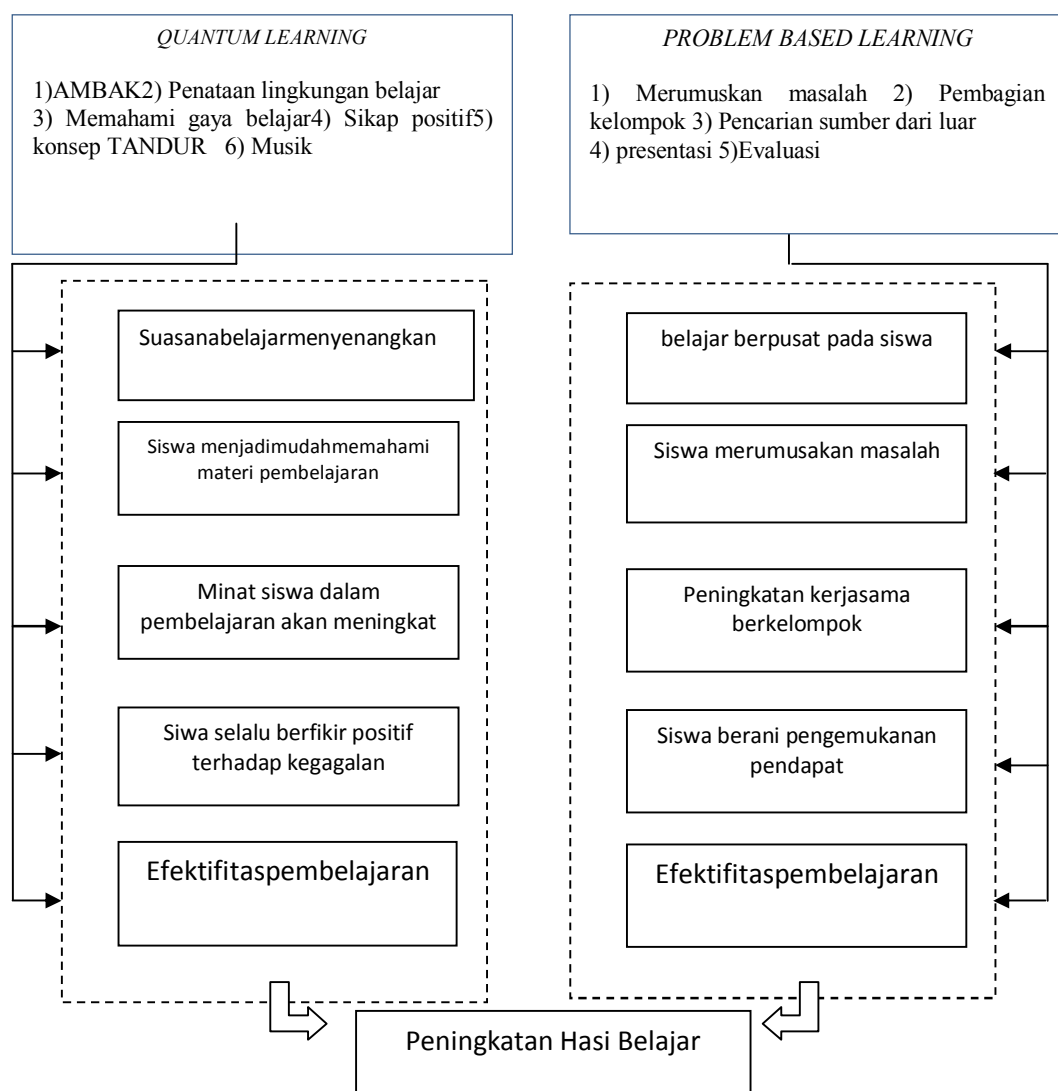 QUANTUM LEARNING
1)AMBAK2) Penataan lingkungan belajar
3) Memahami gaya belajar4) Sikap positif5)
konsep TANDUR 6) Musik
PROBLEM BASED LEARNING
1) Merumuskan masalah 2) Pembagian
kelompok 3) Pencarian sumber dari luar
4) presentasi 5)Evaluasi
Suasanabelajarmenyenangkan
Siswa menjadimudahmemahami
materi pembelajaran
Minat siswa dalam
pembelajaran akan meningkat
Siwa selalu berfikir positif
terhadap kegagalan
Efektifitaspembelajaran
belajar berpusat pada siswa
Siswa merumusakan masalah
Peningkatan kerjasama
berkelompok
Siswa berani pengemukanan
pendapat
Efektifitaspembelajaran
Peningkatan Hasi Belajar